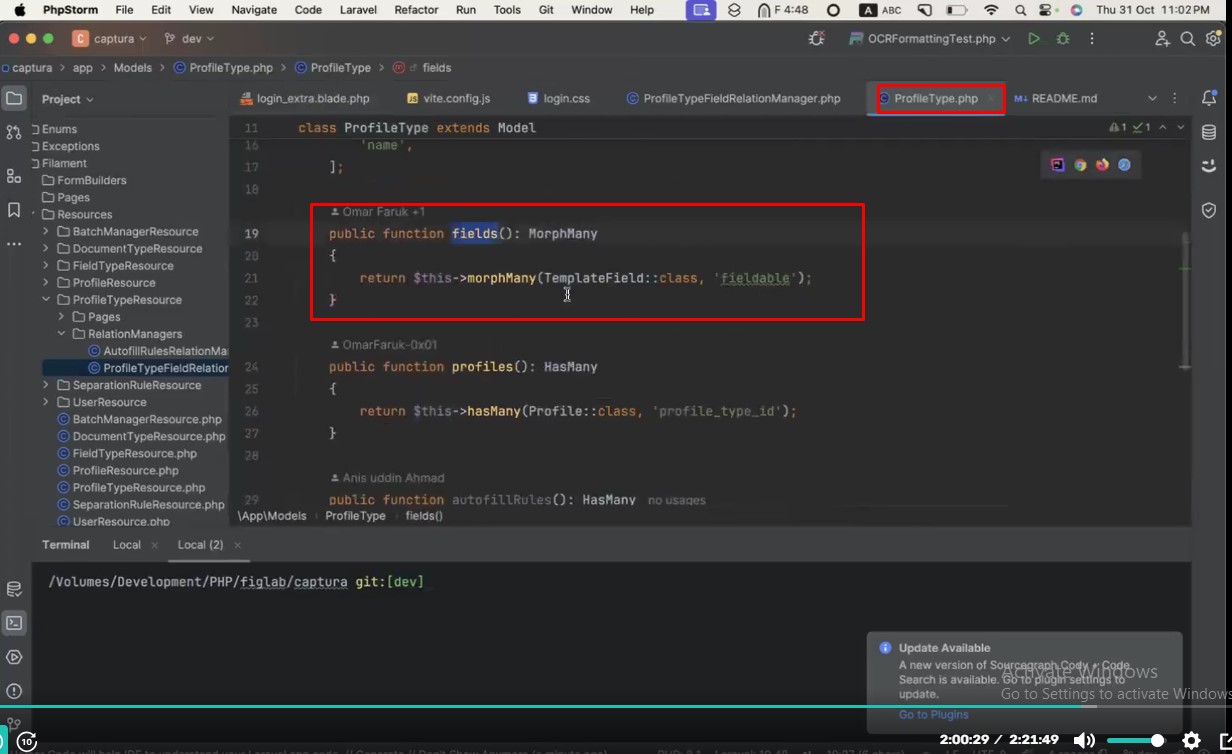 PhpStorm File Edit View Navigate Code Laravel Refactor Run Tools Git Window Help F 4:48 A ABC Thu 31 Oct 11:02 PM
C captura dev OCRFormattingTest.php
captura app Models ProfileType.php ProfileType fields
Project login_extra.blade.php vite.config.js login.css ProfileTypeFieldRelationManager.php ProfileType.php README.md
Enums
Exceptions
Filament
FormBuilders
Pages
Resources
BatchManagerResource
DocumentTypeResource
FieldTypeResource
ProfileResource
ProfileTypeResource
Pages
RelationManagers
AutofillRulesRelationMa
ProfileTypeFieldRelation
SeparationRuleResource
UserResource
BatchManagerResource.php
DocumentTypeResource.php
FieldTypeResource.php
ProfileResource.php
ProfileTypeResource.php
SeparationRuleResource.php
UserResource.php
11 class ProfileType extends Model 1 1
16 'name',
17 ];
18
Omar Faruk +1
19 public function fields(): MorphMany
20 {
21 return $this->morphMany(TemplateField::class, 'fieldable');
22 }
23
OmarFaruk-0x01
24 public function profiles(): HasMany
25 {
26 return $this->hasMany(Profile::class, 'profile_type_id');
27 }
28
Anis uddin Ahmad
29 public function autofillRules(): HasMany no usages
\App\Models ProfileType fields()
Terminal Local Local (2)
/Volumes/Development/PHP/figlab/captura git:[dev]
Update Available
A new version of Sourcegraph Cody + Code
Search is available. Go to plugin settings to
update.
Go to Plugins
Activate Windows
Go to Settings to activate Windows
10 2:00:29 / 2:21:49